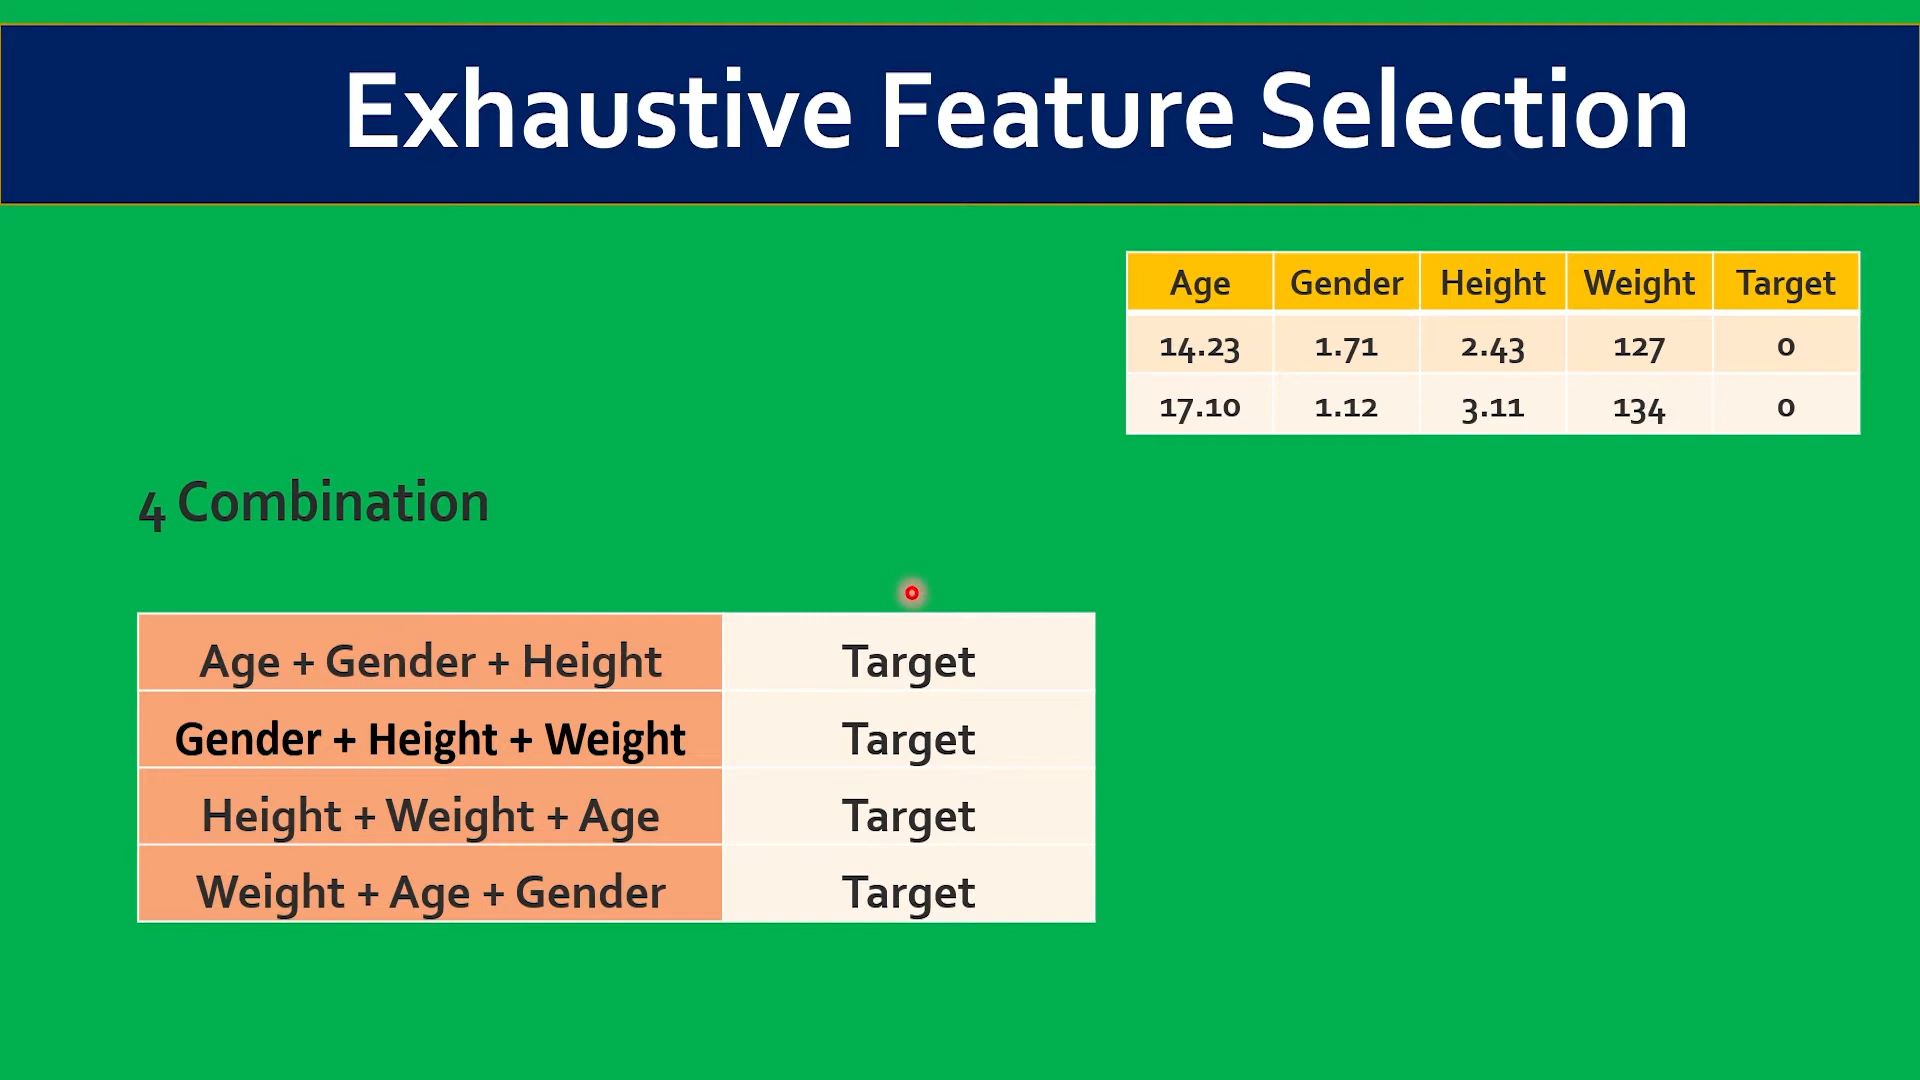 Exhaustive Feature Selection
Age Gender Height Weight Target
14.23 1.71 2.43 127 0
17.10 1.12 3.11 134 0
4 Combination
Age + Gender + Height Target
Gender + Height + Weight Target
Height + Weight + Age Target
Weight + Age + Gender Target